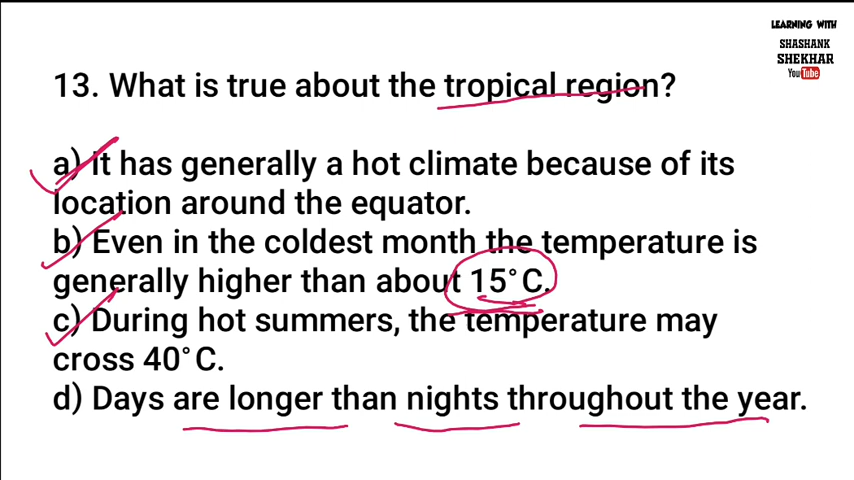 LEARNING WITH
SHASHANK
SHEKHAR
YouTube
13. What is true about the tropical region?
a) It has generally a hot climate because of its
location around the equator.
b) Even in the coldest month the temperature is
generally higher than about 15°C.
c) During hot summers, the temperature may
cross 40°C.
d) Days are longer than nights throughout the year.